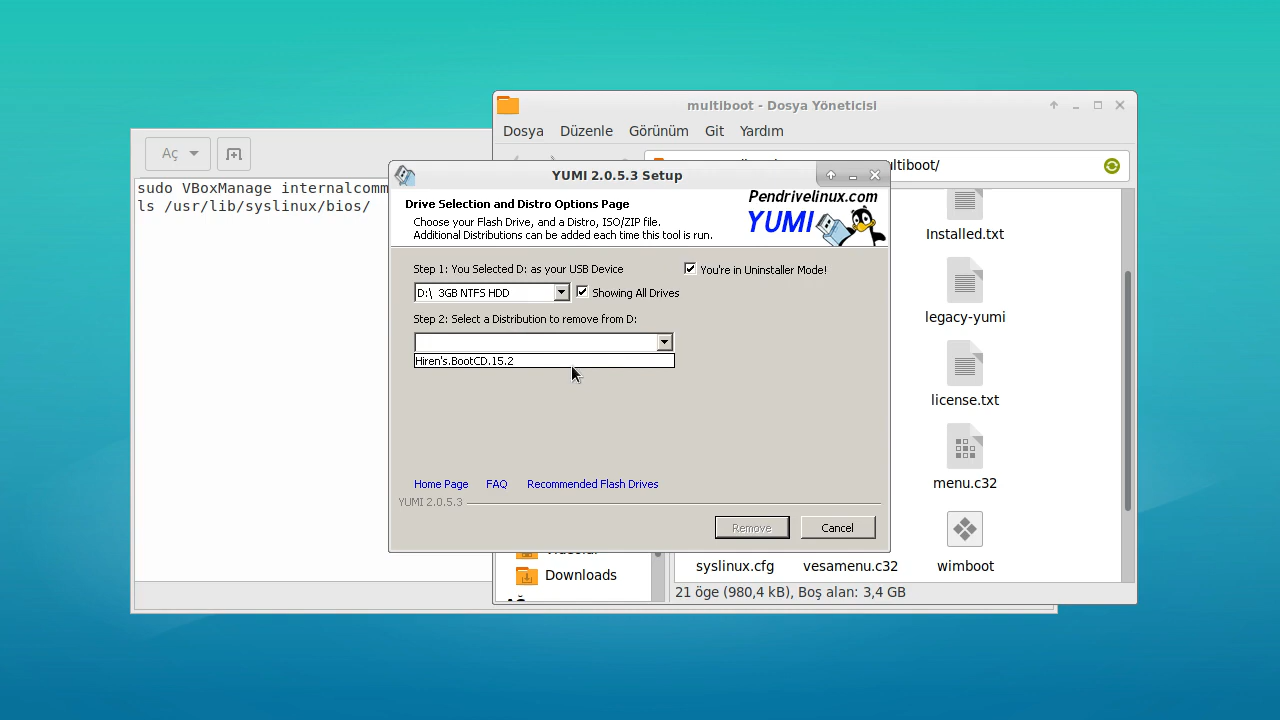 multiboot - Dosya Yöneticisi
Dosya Düzenle Görünüm Git Yardım
Aç
ultiboot/
sudo VBoxManage internalcomm
ls /usr/lib/syslinux/bios/
YUMI 2.0.5.3 Setup
Drive Selection and Distro Options Page
Choose your Flash Drive, and a Distro, ISO/ZIP file.
Addtional Distributions can be added each time this tool is run.
Pendrivelinux.com
YUMI
Step 1: You Selected D: as your USB Device
You're in Uninstaller Mode!
D:\ 3GB NTFS HDD
Showing All Drives
Step 2: Select a Distribution to remove from D:
Hiren's.BootCD.15.2
Home Page FAQ Recommended Flash Drives
YUMI 2.0.5.3
Remove Cancel
Installed.txt
legacy-yumi
license.txt
menu.c32
Downloads
syslinux.cfg vesamenu.c32 wimboot
21 öge (980,4 kB), Boş alan: 3,4 GB